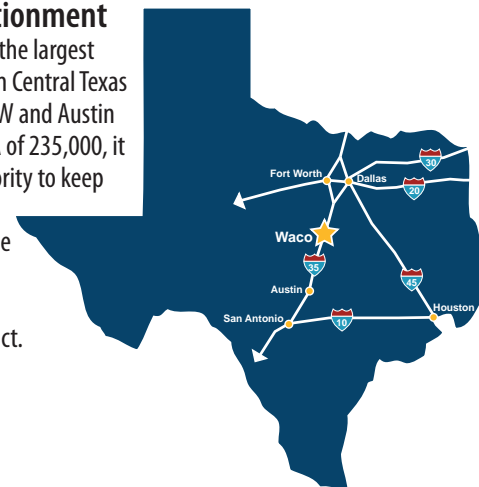 tionment
the largest
n Central Texas
W and Austin
of 235,000, it
ority to keep
e
ct.
30
Fort Worth
Dallas
20
Waco
35
45
Austin
Houston
San Antonio
10